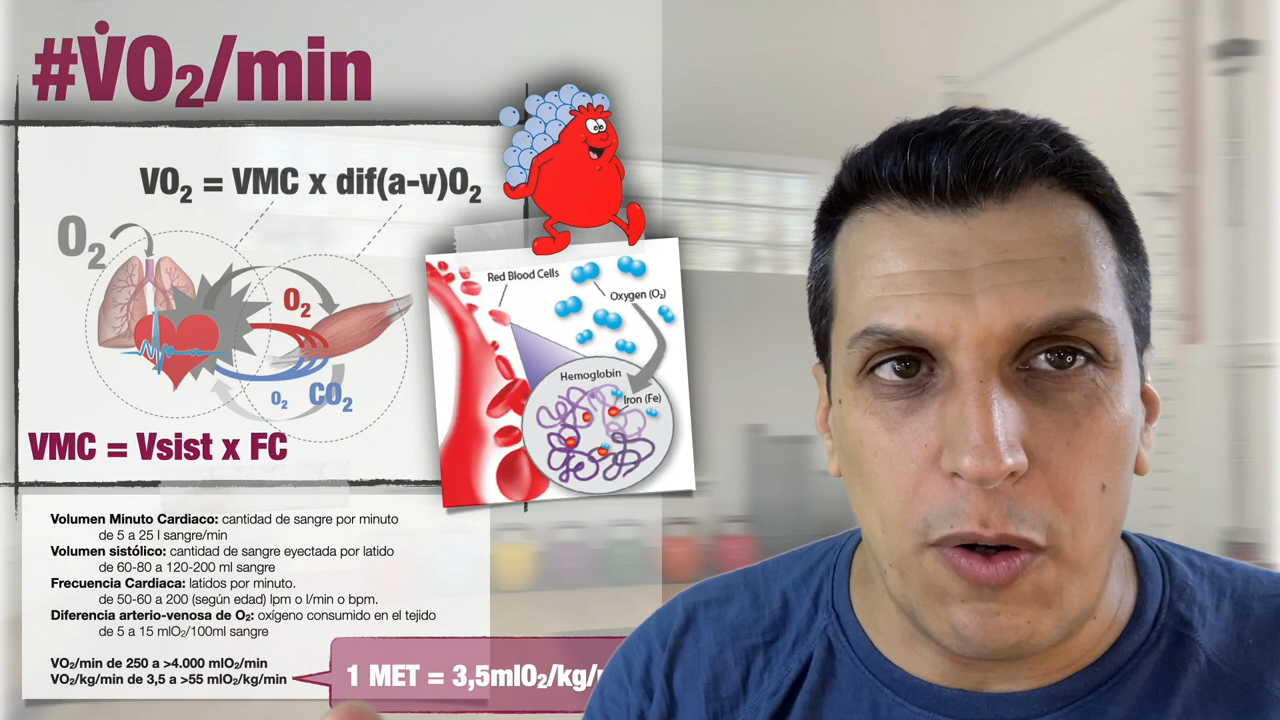 #V̇O₂/min
VO₂ = VMC x dif(a-v)O₂
O₂
O₂
O₂
CO₂
VMC = Vsist x FC
Red Blood Cells
Oxygen (O₂)
Hemoglobin
Iron (Fe)
Volumen Minuto Cardiaco: cantidad de sangre por minuto
de 5 a 25 l sangre/min
Volumen sistólico: cantidad de sangre eyectada por latido
de 60-80 a 120-200 ml sangre
Frecuencia Cardiaca: latidos por minuto.
de 50-60 a 200 (según edad) lpm o l/min o bpm.
Diferencia arterio-venosa de O₂: oxígeno consumido en el tejido
de 5 a 15 mlO₂/100ml sangre
VO₂/min de 250 a >4.000 mlO₂/min
VO₂/kg/min de 3,5 a >55 mlO₂/kg/min
1 MET = 3,5mlO₂/kg/